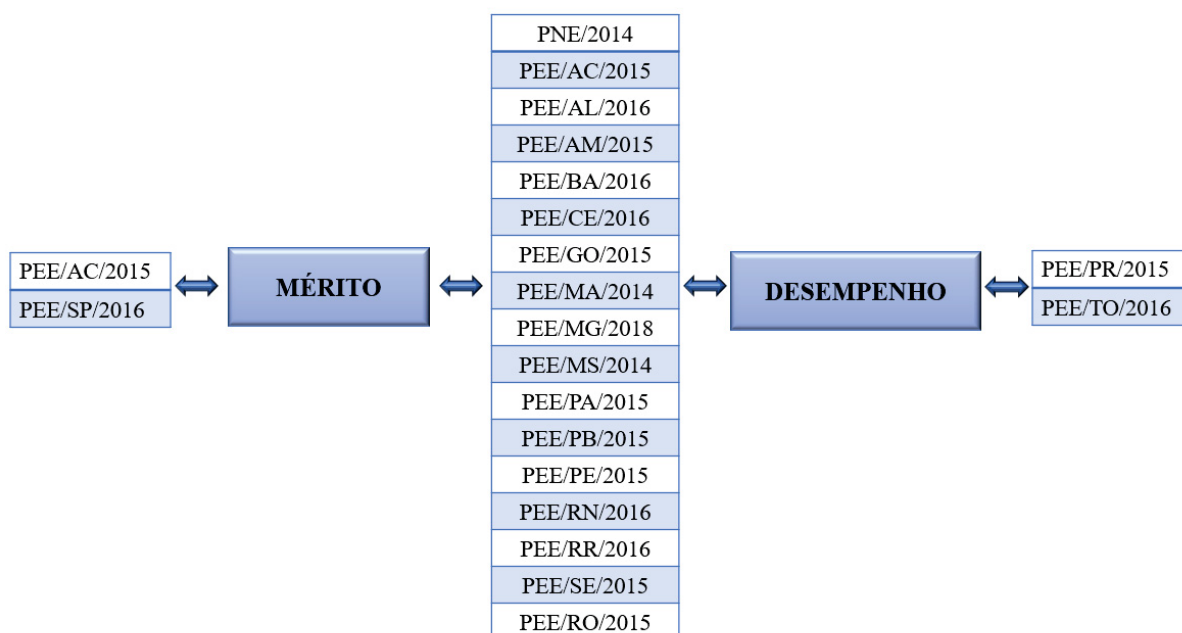 PEE/AC/2015
PEE/SP/2016
MÉRITO
PNE/2014
PEE/AC/2015
PEE/AL/2016
PEE/AM/2015
PEE/BA/2016
PEE/CE/2016
PEE/GO/2015
PEE/MA/2014
PEE/MG/2018
PEE/MS/2014
PEE/PA/2015
PEE/PB/2015
PEE/PE/2015
PEE/RN/2016
PEE/RR/2016
PEE/SE/2015
PEE/RO/2015
DESEMPENHO
PEE/PR/2015
PEE/TO/2016